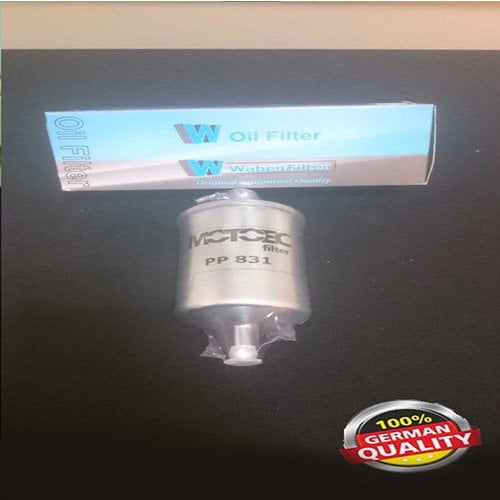 Oil Filter
W Oil Filter
W WabenFilter
Original equipment Quality
MOTOEC
filter
PP 831
100%
GERMAN
QUALITY